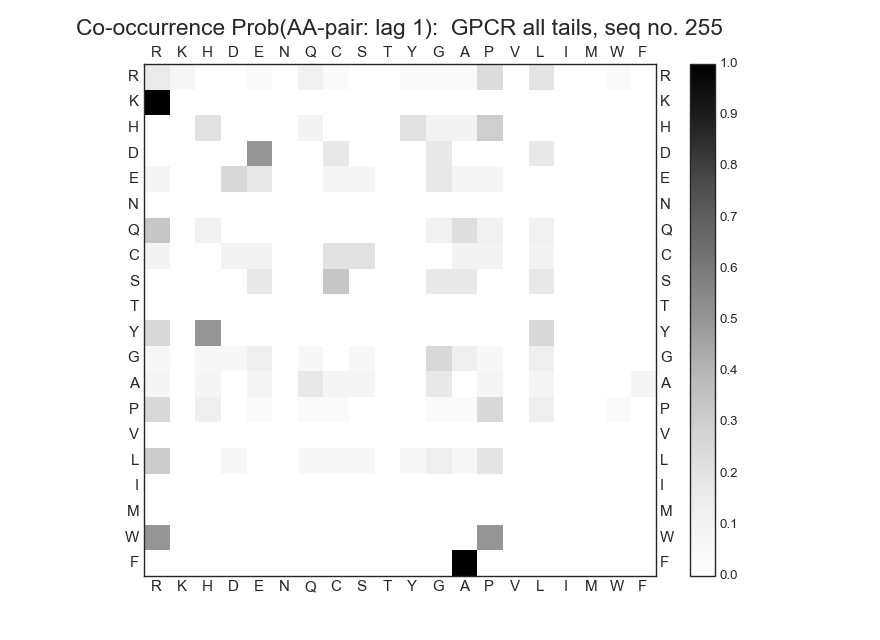 Co-occurrence Prob(AA-pair: lag 1):  GPCR all tails, seq no. 255
R K H D E N Q C S T Y G A P V L I M W F
R R 1.0
K K 0.9
H H
D D 0.8
E E
N N 0.7
Q Q
C C 0.6
S S
T T 0.5
Y Y
G G 0.4
A A
P P 0.3
V V
L L 0.2
I I
M M 0.1
W W
F F 0.0
R K H D E N Q C S T Y G A P V L I M W F